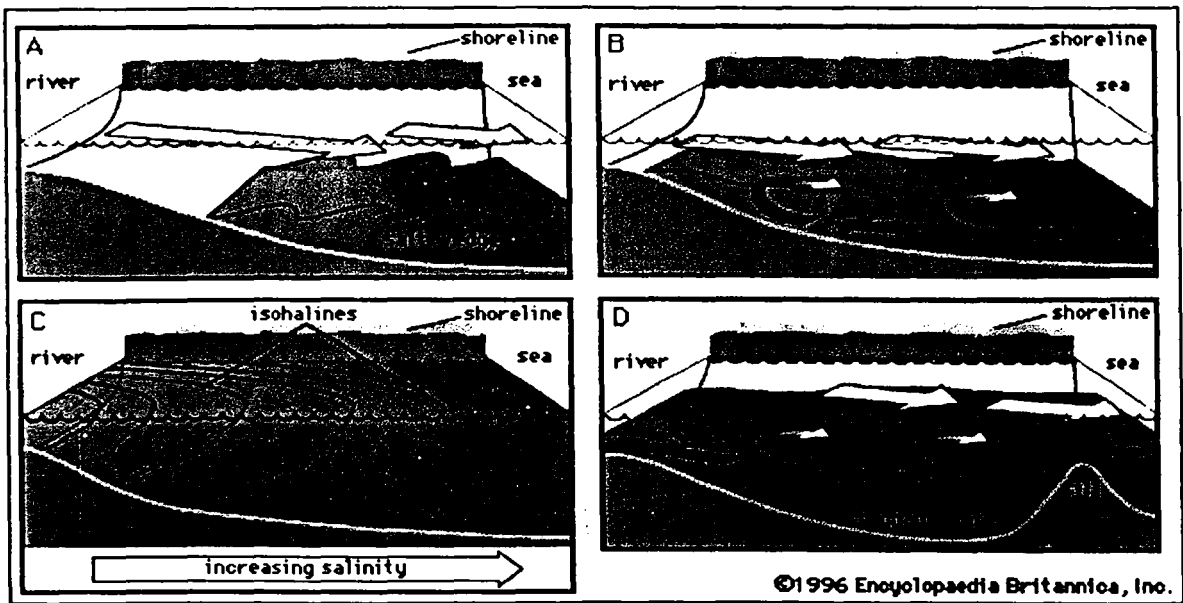 A
shoreline
river
sea
B
shoreline
river
sea
C
isohalines
shoreline
river
sea
increasing salinity
D
shoreline
river
sea
sill
©1996 Encyclopaedia Britannica, Inc.